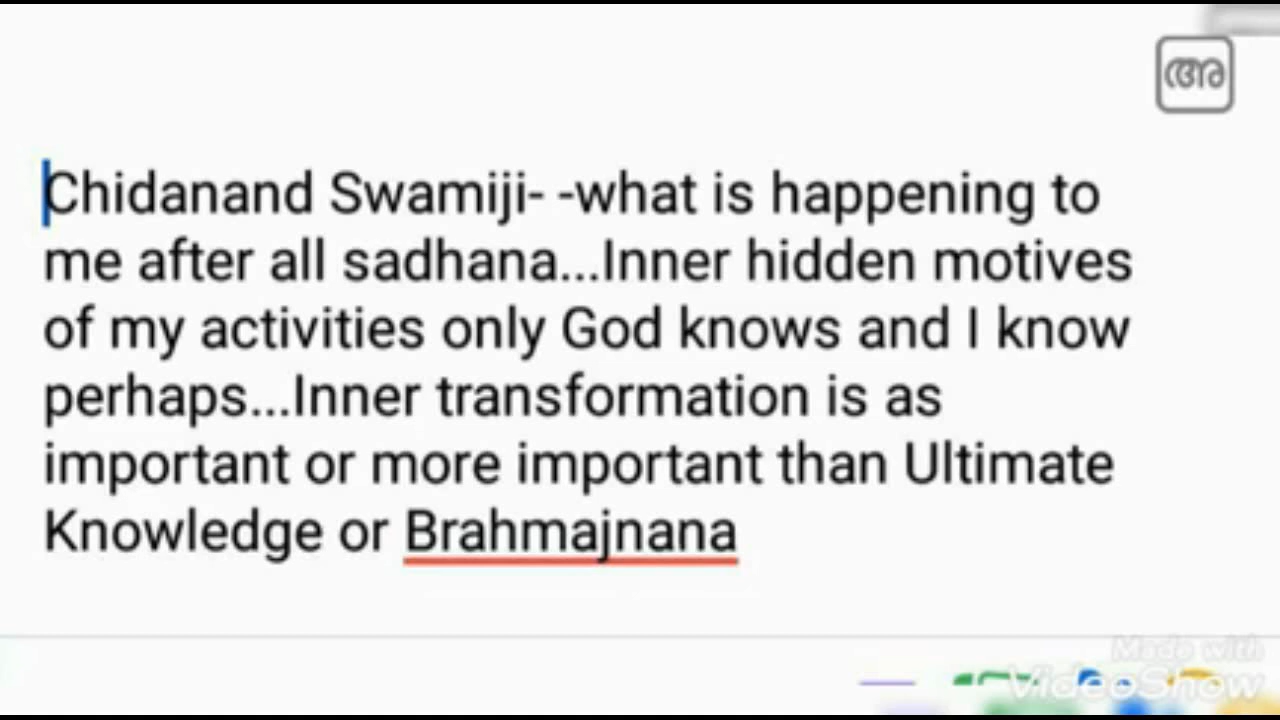 അ
Chidanand Swamiji- -what is happening to
me after all sadhana...Inner hidden motives
of my activities only God knows and I know
perhaps...Inner transformation is as
important or more important than Ultimate
Knowledge or Brahmajnana
Made with
VideoShow